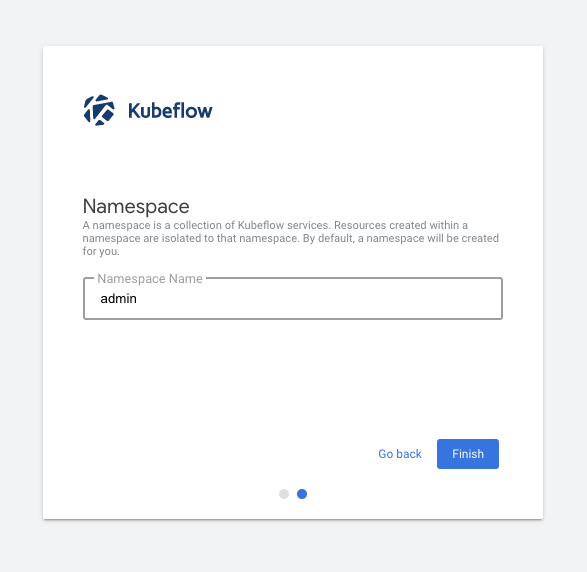 Kubeflow
Namespace
A namespace is a collection of Kubeflow services. Resources created within a
namespace are isolated to that namespace. By default, a namespace will be created
for you.
Namespace Name
admin
Go back
Finish